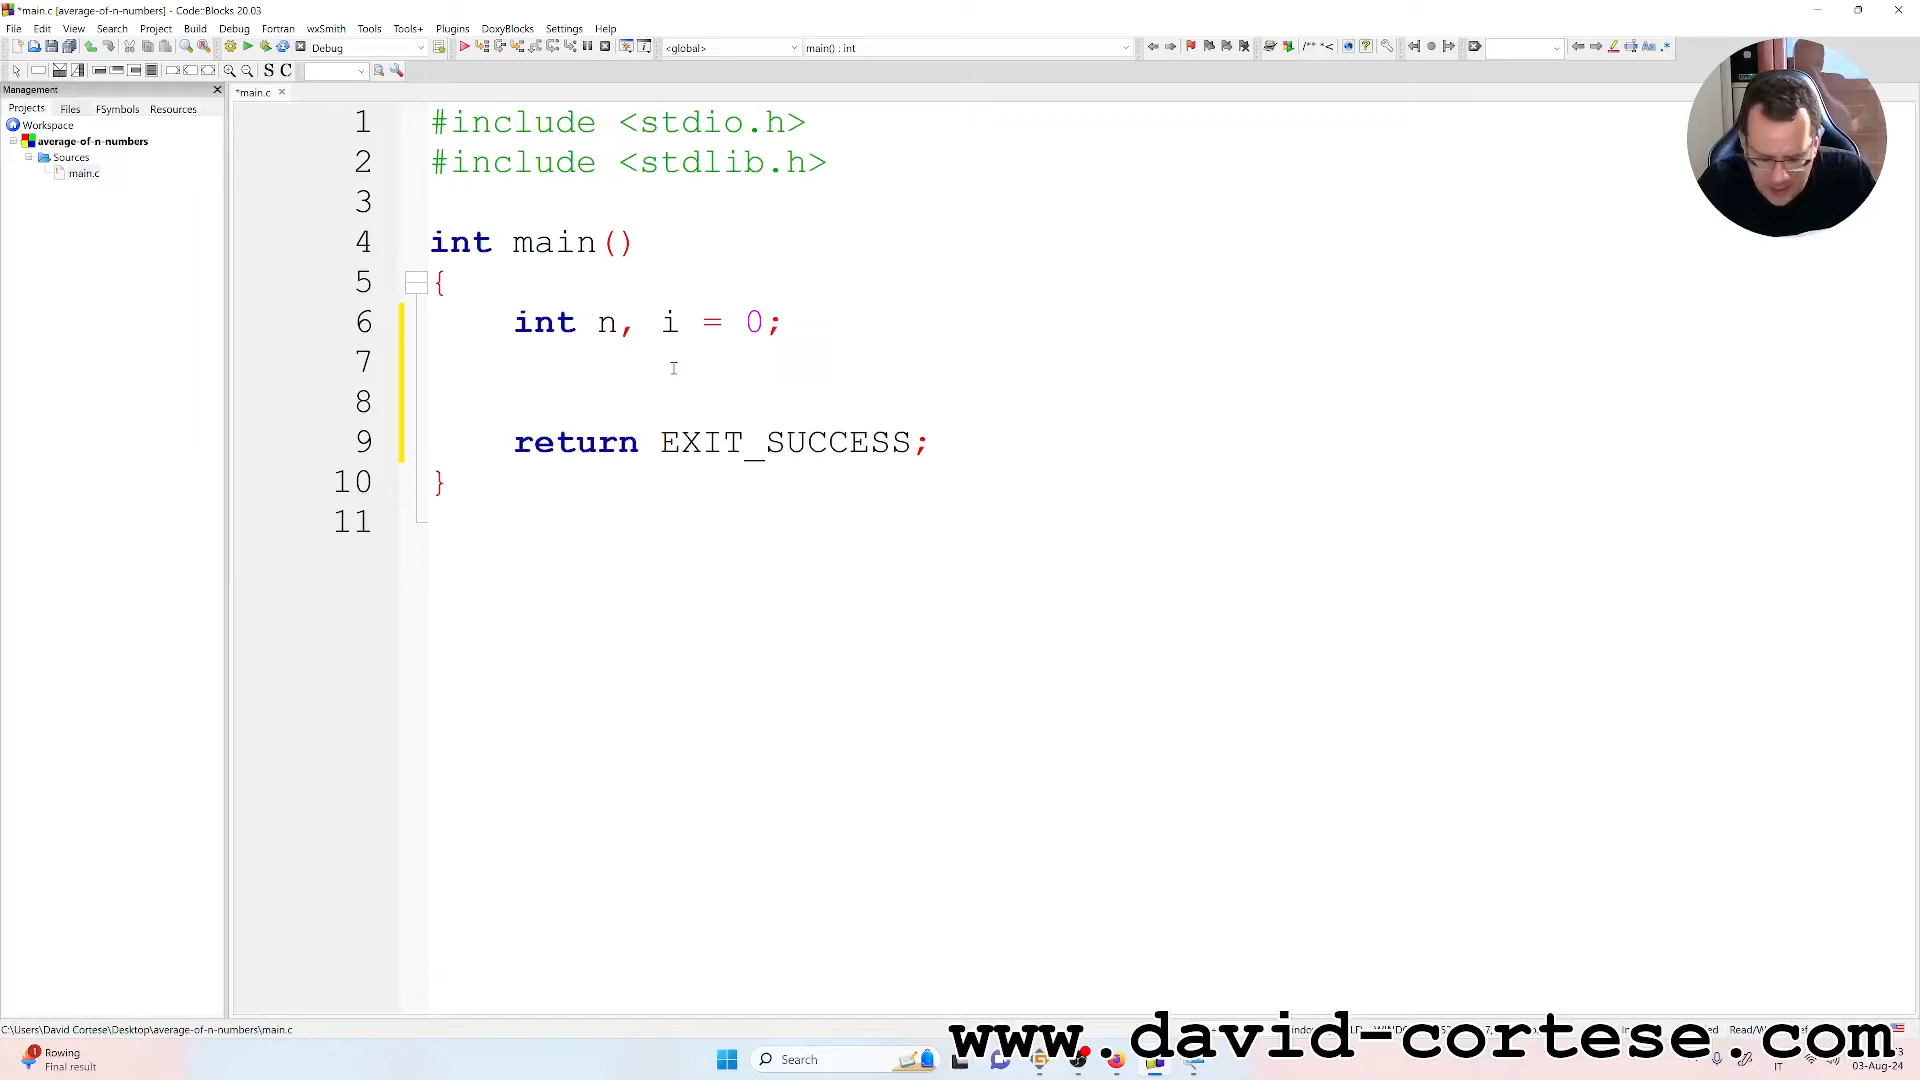 *main.c [average-of-n-numbers] - Code::Blocks 20.03
File Edit View Search Project Build Debug Fortran wxSmith Tools Tools+ Plugins DoxyBlocks Settings Help
Debug
<global>
main() : int
S C
Management
Projects Files FSymbols Resources
Workspace
average-of-n-numbers
Sources
main.c
*main.c
1 #include <stdio.h>
2 #include <stdlib.h>
3
4 int main()
5 {
6 int n, i = 0;
7
8
9 return EXIT_SUCCESS;
10 }
11
C:\Users\David Cortese\Desktop\average-of-n-numbers\main.c
www..david-cortese.com
1
Rowing
Final result
Search
IT
03-Aug-24